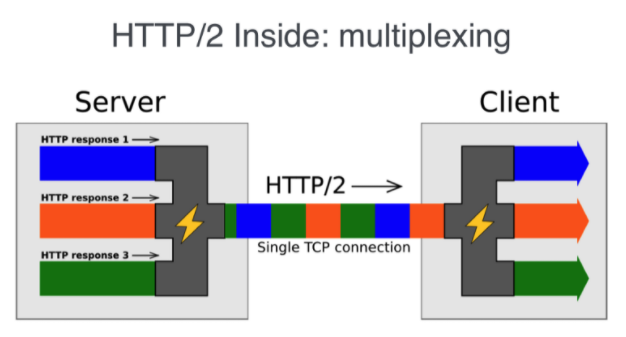 HTTP/2 Inside: multiplexing
Server
Client
HTTP response 1
HTTP response 2
HTTP response 3
HTTP/2
Single TCP connection